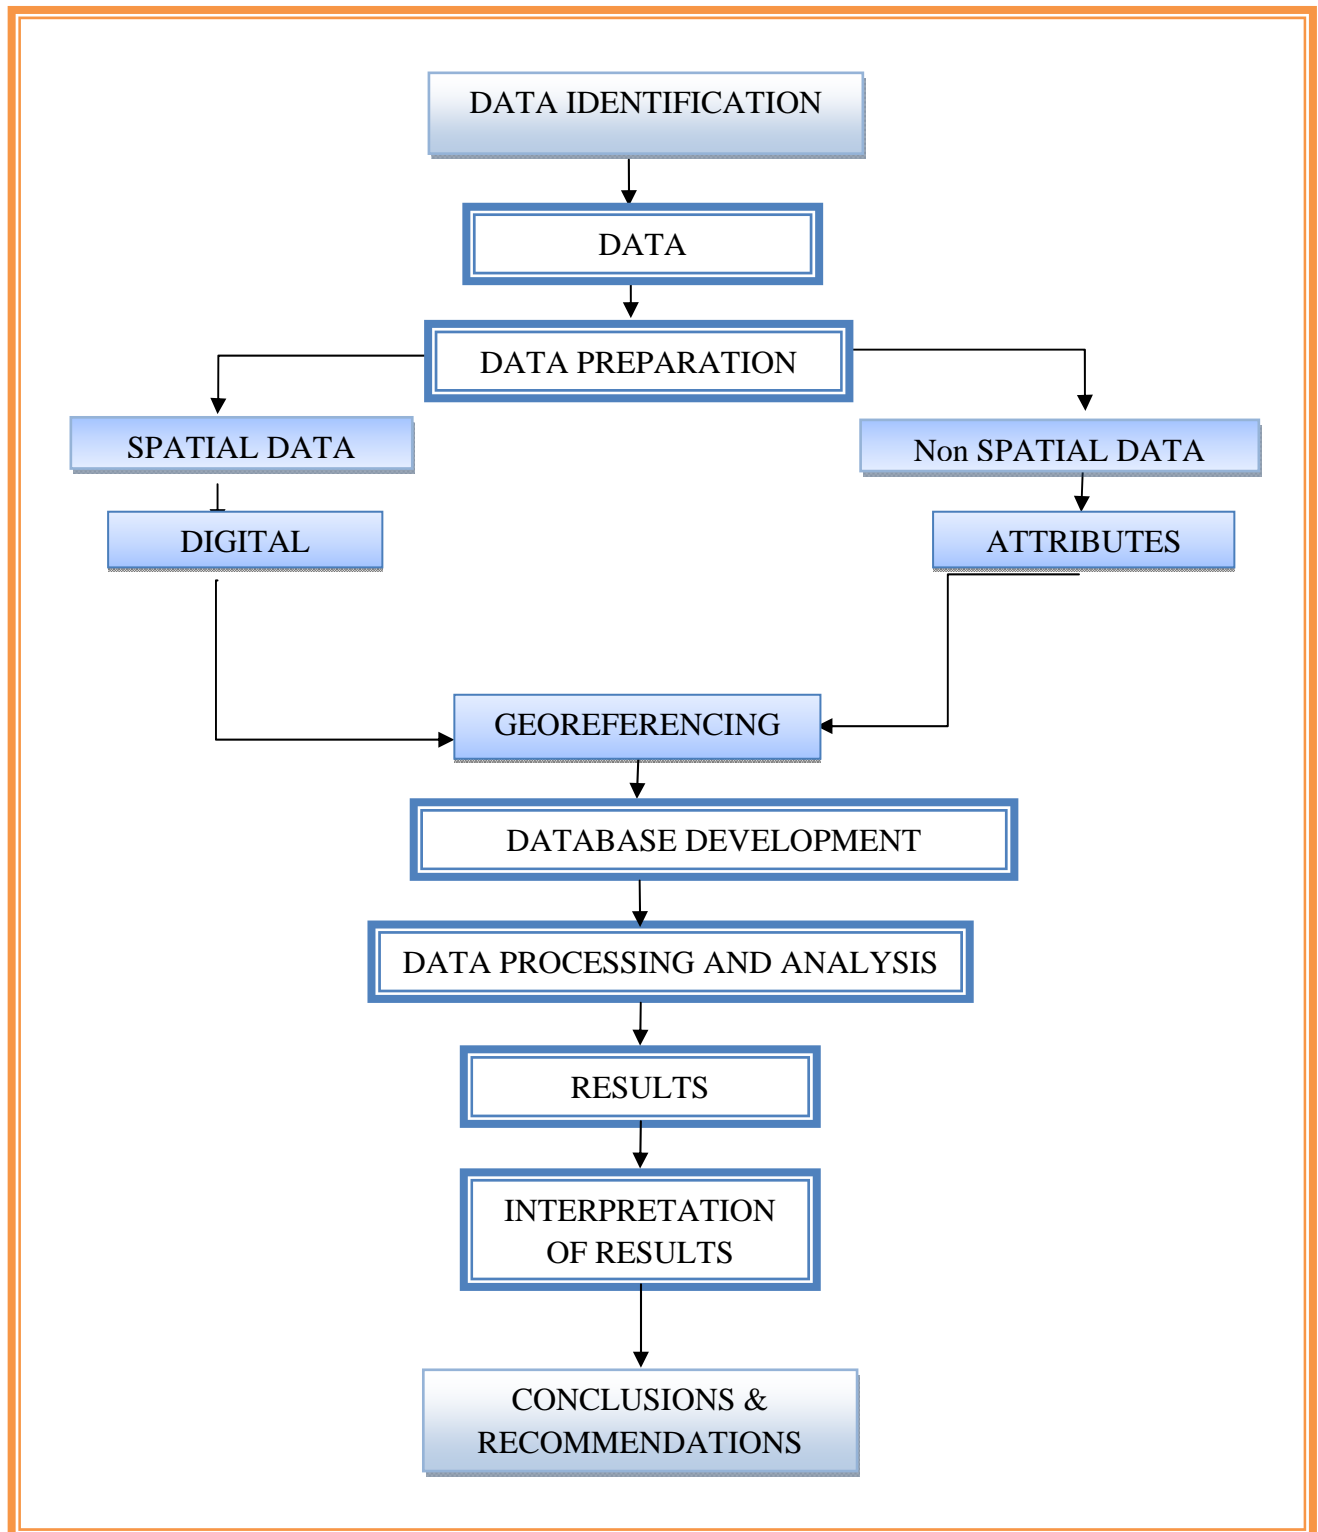 DATA IDENTIFICATION
DATA
DATA PREPARATION
SPATIAL DATA
Non SPATIAL DATA
DIGITAL
ATTRIBUTES
GEOREFERENCING
DATABASE DEVELOPMENT
DATA PROCESSING AND ANALYSIS
RESULTS
INTERPRETATION
OF RESULTS
CONCLUSIONS &
RECOMMENDATIONS